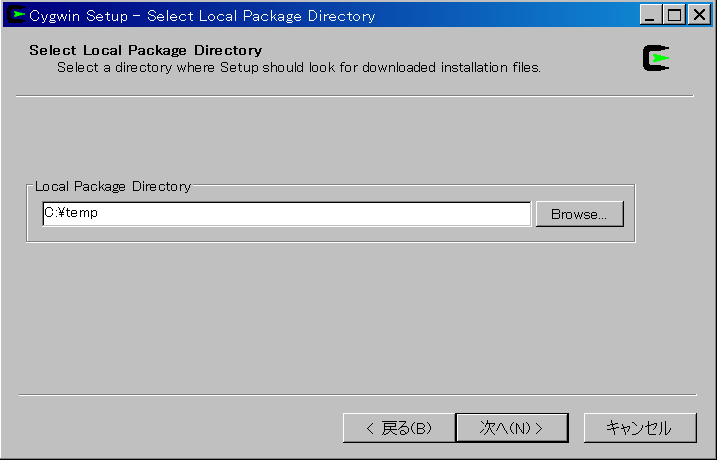 Cygwin Setup - Select Local Package Directory
Select Local Package Directory
Select a directory where Setup should look for downloaded installation files.
Local Package Directory
C:¥temp
Browse...
< 戻る(B)
次へ(N) >
キャンセル